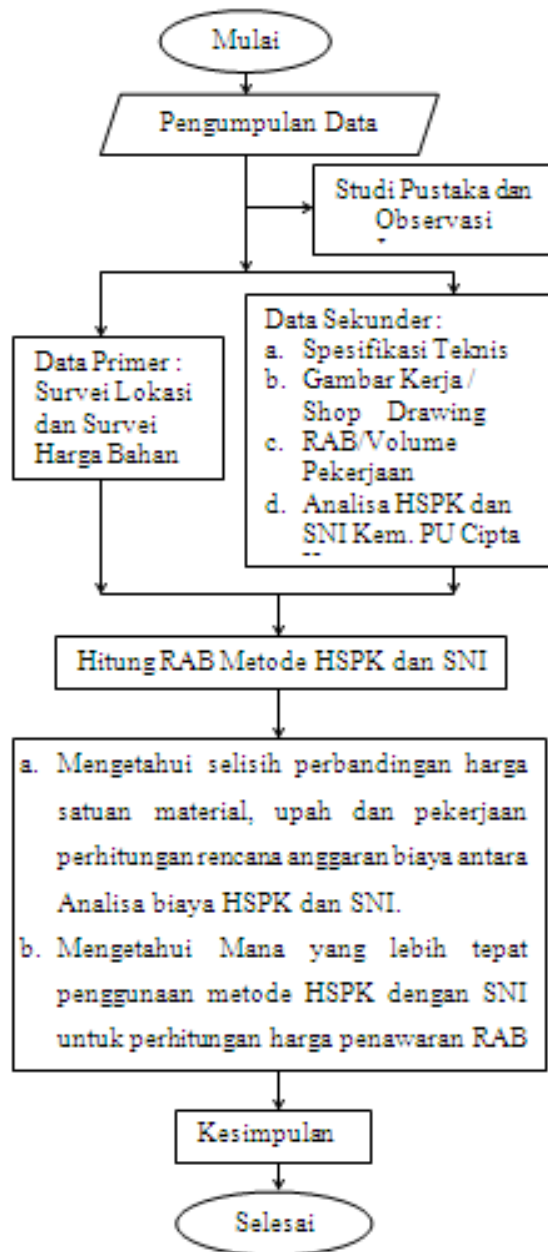 Mulai
Pengumpulan Data
Studi Pustaka dan
Observasi
Data Primer :
Survei Lokasi
dan Survei
Harga Bahan
Data Sekunder :
a. Spesifikasi Teknis
b. Gambar Kerja /
Shop Drawing
c. RAB/Volume
Pekerjaan
d. Analisa HSPK dan
SNI Kem. PU Cipta
Hitung RAB Metode HSPK dan SNI
a. Mengetahui selisih perbandingan harga
satuan material, upah dan pekerjaan
perhitungan rencana anggaran biaya antara
Analisa biaya HSPK dan SNI.
b. Mengetahui Mana yang lebih tepat
penggunaan metode HSPK dengan SNI
untuk perhitungan harga penawaran RAB
Kesimpulan
Selesai